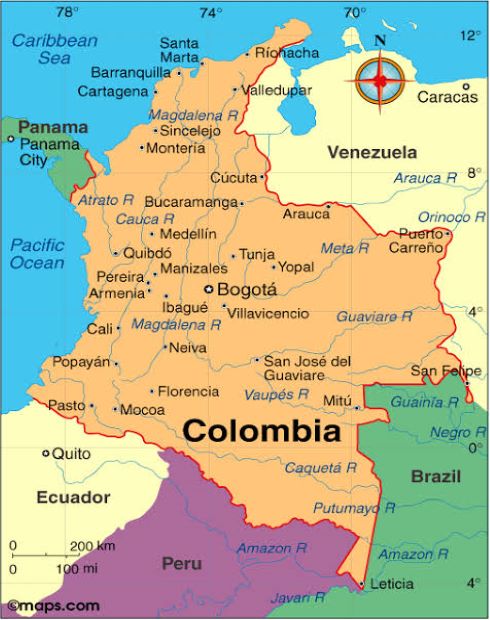 78°
74°
70°
Caribbean
Sea
Santa
Marta
Ríohacha
N
12°
Barranquilla
Cartagena
Valledupar
Caracas
Magdalena R
Panama
Panama
City
Sincelejo
Montería
Venezuela
8°
Cúcuta
Arauca R
Atrato R
Bucaramanga
Arauca
Orinoco R
Cauca R
Pacific
Ocean
Medellín
Meta R
Puerto
Carreño
Quibdó
Tunja
Manizales
Yopal
Pereira
Armenia
Bogotá
Ibagué
Villavicencio
Guaviare R
4°
Cali
Magdalena R
Neiva
Popayán
San José del
Guaviare
San Felipe
Florencia
Vaupés R
Mitú
Guainía R
Pasto
Mocoa
Colombia
Negro R
0°
Quito
Caquetá R
Brazil
Ecuador
Putumayo R
0
200 km
0
100 mi
Peru
Amazon R
Amazon R
Leticia
4°
Javari R
©maps.com